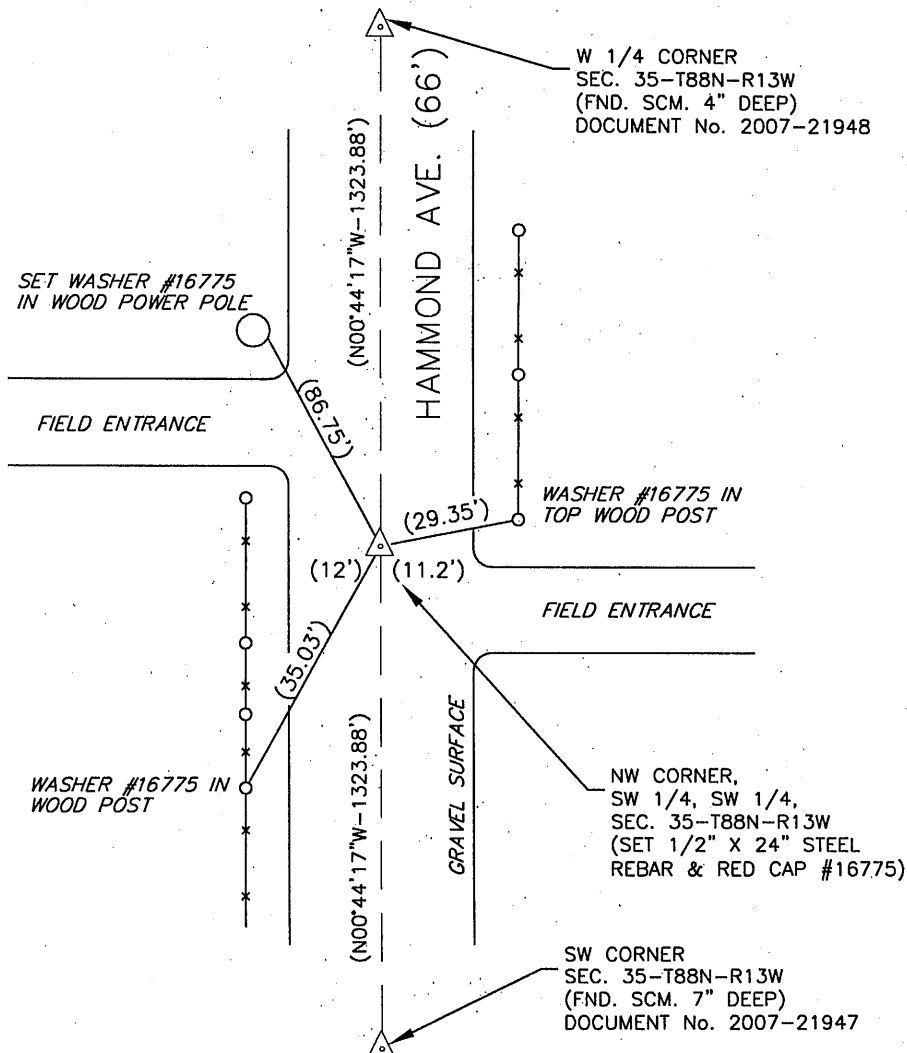 W 1/4 CORNER
SEC. 35-T88N-R13W
(FND. SCM. 4" DEEP)
DOCUMENT No. 2007-21948
HAMMOND AVE. (66')
(N00°44'17"W-1323.88')
SET WASHER #16775
IN WOOD POWER POLE
(86.75')
FIELD ENTRANCE
WASHER #16775 IN
TOP WOOD POST
(29.35')
(12')
(11.2')
FIELD ENTRANCE
(35.03')
WASHER #16775 IN
WOOD POST
(N00°44'17"W-1323.88')
GRAVEL SURFACE
NW CORNER,
SW 1/4, SW 1/4,
SEC. 35-T88N-R13W
(SET 1/2" X 24" STEEL
REBAR & RED CAP #16775)
SW CORNER
SEC. 35-T88N-R13W
(FND. SCM. 7" DEEP)
DOCUMENT No. 2007-21947